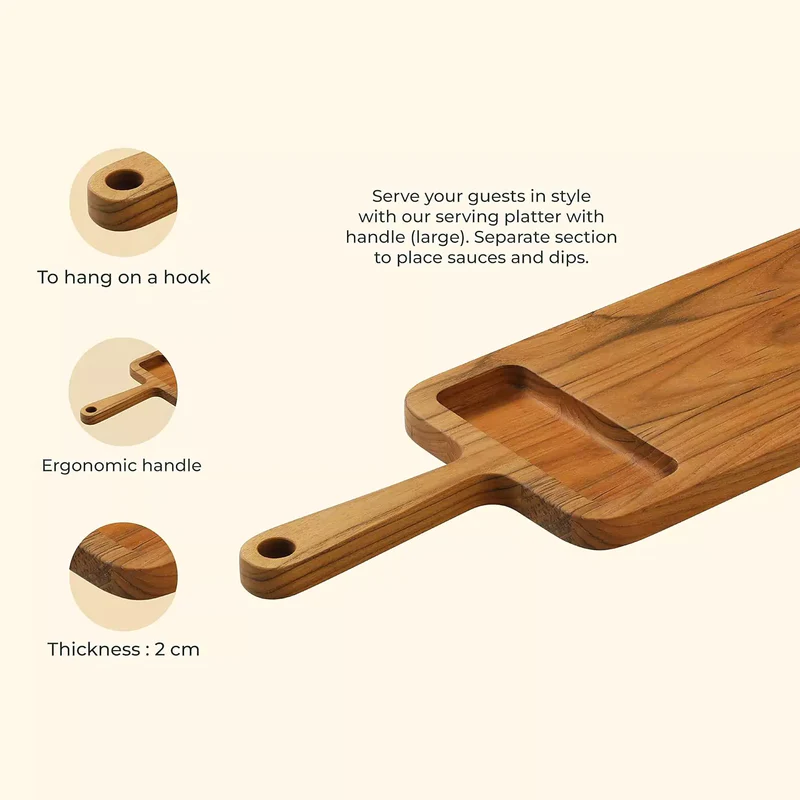 Serve your guests in style
with our serving platter with
handle (large). Separate section
to place sauces and dips.
To hang on a hook
Ergonomic handle
Thickness : 2 cm